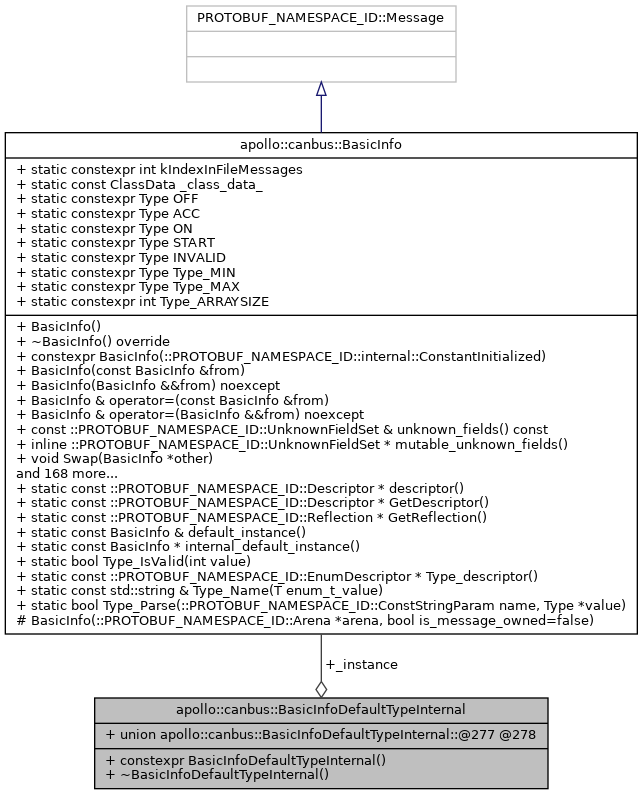 PROTOBUF_NAMESPACE_ID::Message
apollo::canbus::BasicInfo
+ static constexpr int kIndexInFileMessages
+ static const ClassData _class_data_
+ static constexpr Type OFF
+ static constexpr Type ACC
+ static constexpr Type ON
+ static constexpr Type START
+ static constexpr Type INVALID
+ static constexpr Type Type_MIN
+ static constexpr Type Type_MAX
+ static constexpr int Type_ARRAYSIZE
+ BasicInfo()
+ ~BasicInfo() override
+ constexpr BasicInfo(::PROTOBUF_NAMESPACE_ID::internal::ConstantInitialized)
+ BasicInfo(const BasicInfo &from)
+ BasicInfo(BasicInfo &&from) noexcept
+ BasicInfo & operator=(const BasicInfo &from)
+ BasicInfo & operator=(BasicInfo &&from) noexcept
+ const ::PROTOBUF_NAMESPACE_ID::UnknownFieldSet & unknown_fields() const
+ inline ::PROTOBUF_NAMESPACE_ID::UnknownFieldSet * mutable_unknown_fields()
+ void Swap(BasicInfo *other)
and 168 more...
+ static const ::PROTOBUF_NAMESPACE_ID::Descriptor * descriptor()
+ static const ::PROTOBUF_NAMESPACE_ID::Descriptor * GetDescriptor()
+ static const ::PROTOBUF_NAMESPACE_ID::Reflection * GetReflection()
+ static const BasicInfo & default_instance()
+ static const BasicInfo * internal_default_instance()
+ static bool Type_IsValid(int value)
+ static const ::PROTOBUF_NAMESPACE_ID::EnumDescriptor * Type_descriptor()
+ static const std::string & Type_Name(T enum_t_value)
+ static bool Type_Parse(::PROTOBUF_NAMESPACE_ID::ConstStringParam name, Type *value)
# BasicInfo(::PROTOBUF_NAMESPACE_ID::Arena *arena, bool is_message_owned=false)
+_instance
apollo::canbus::BasicInfoDefaultTypeInternal
+ union apollo::canbus::BasicInfoDefaultTypeInternal::@277 @278
+ constexpr BasicInfoDefaultTypeInternal()
+ ~BasicInfoDefaultTypeInternal()